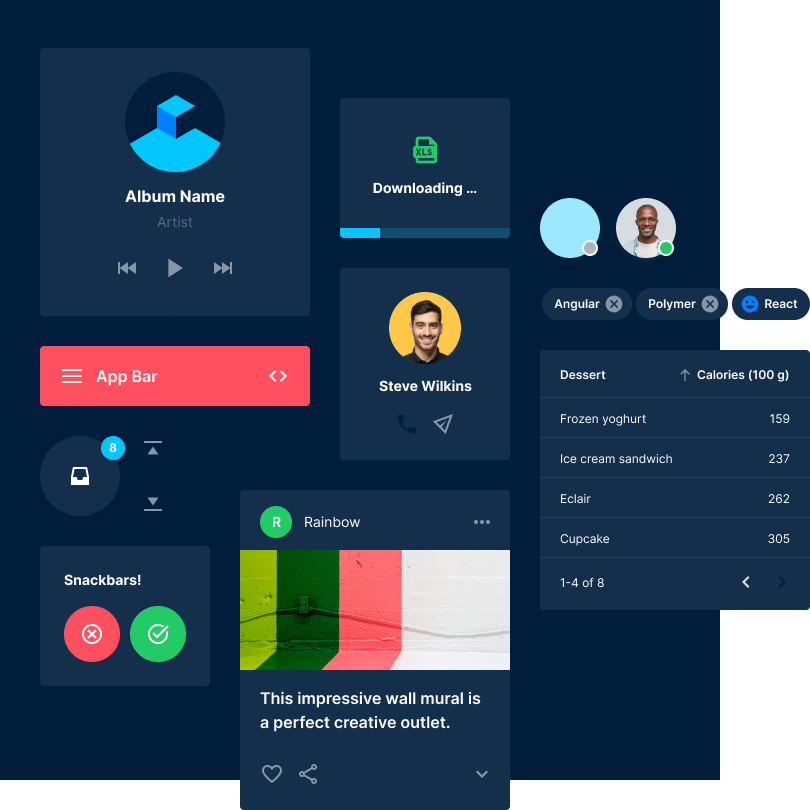 Album Name
Artist
Downloading ...
XLS
Angular
Polymer
React
App Bar
Steve Wilkins
8
Dessert
Calories (100 g)
Frozen yoghurt 159
Ice cream sandwich 237
Eclair 262
Cupcake 305
1-4 of 8
Snackbars!
R
Rainbow
This impressive wall mural is
a perfect creative outlet.